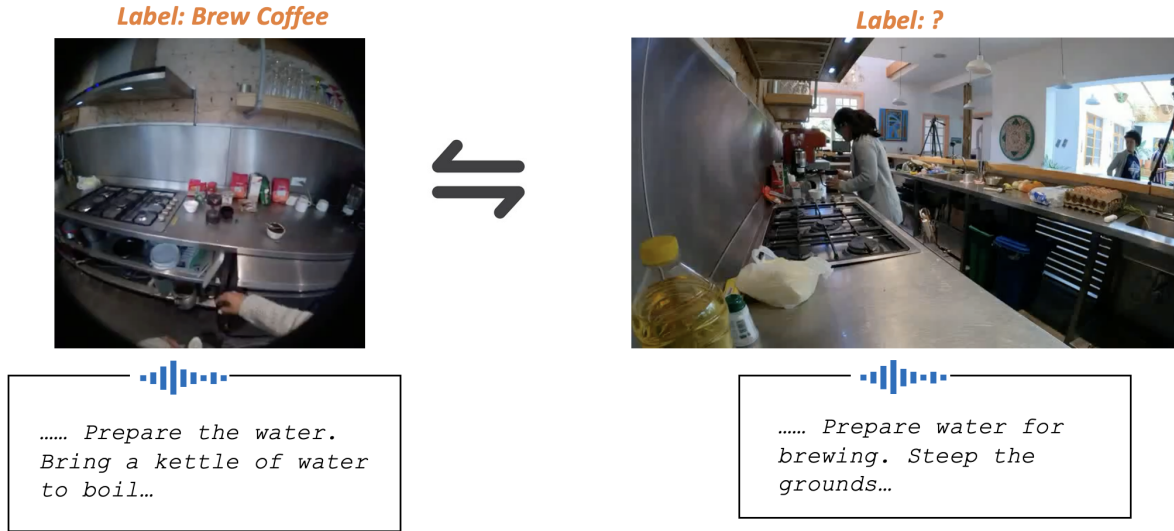 Label: Brew Coffee
Label: ?
…… Prepare the water.
Bring a kettle of water
to boil…
…… Prepare water for
brewing. Steep the
grounds…